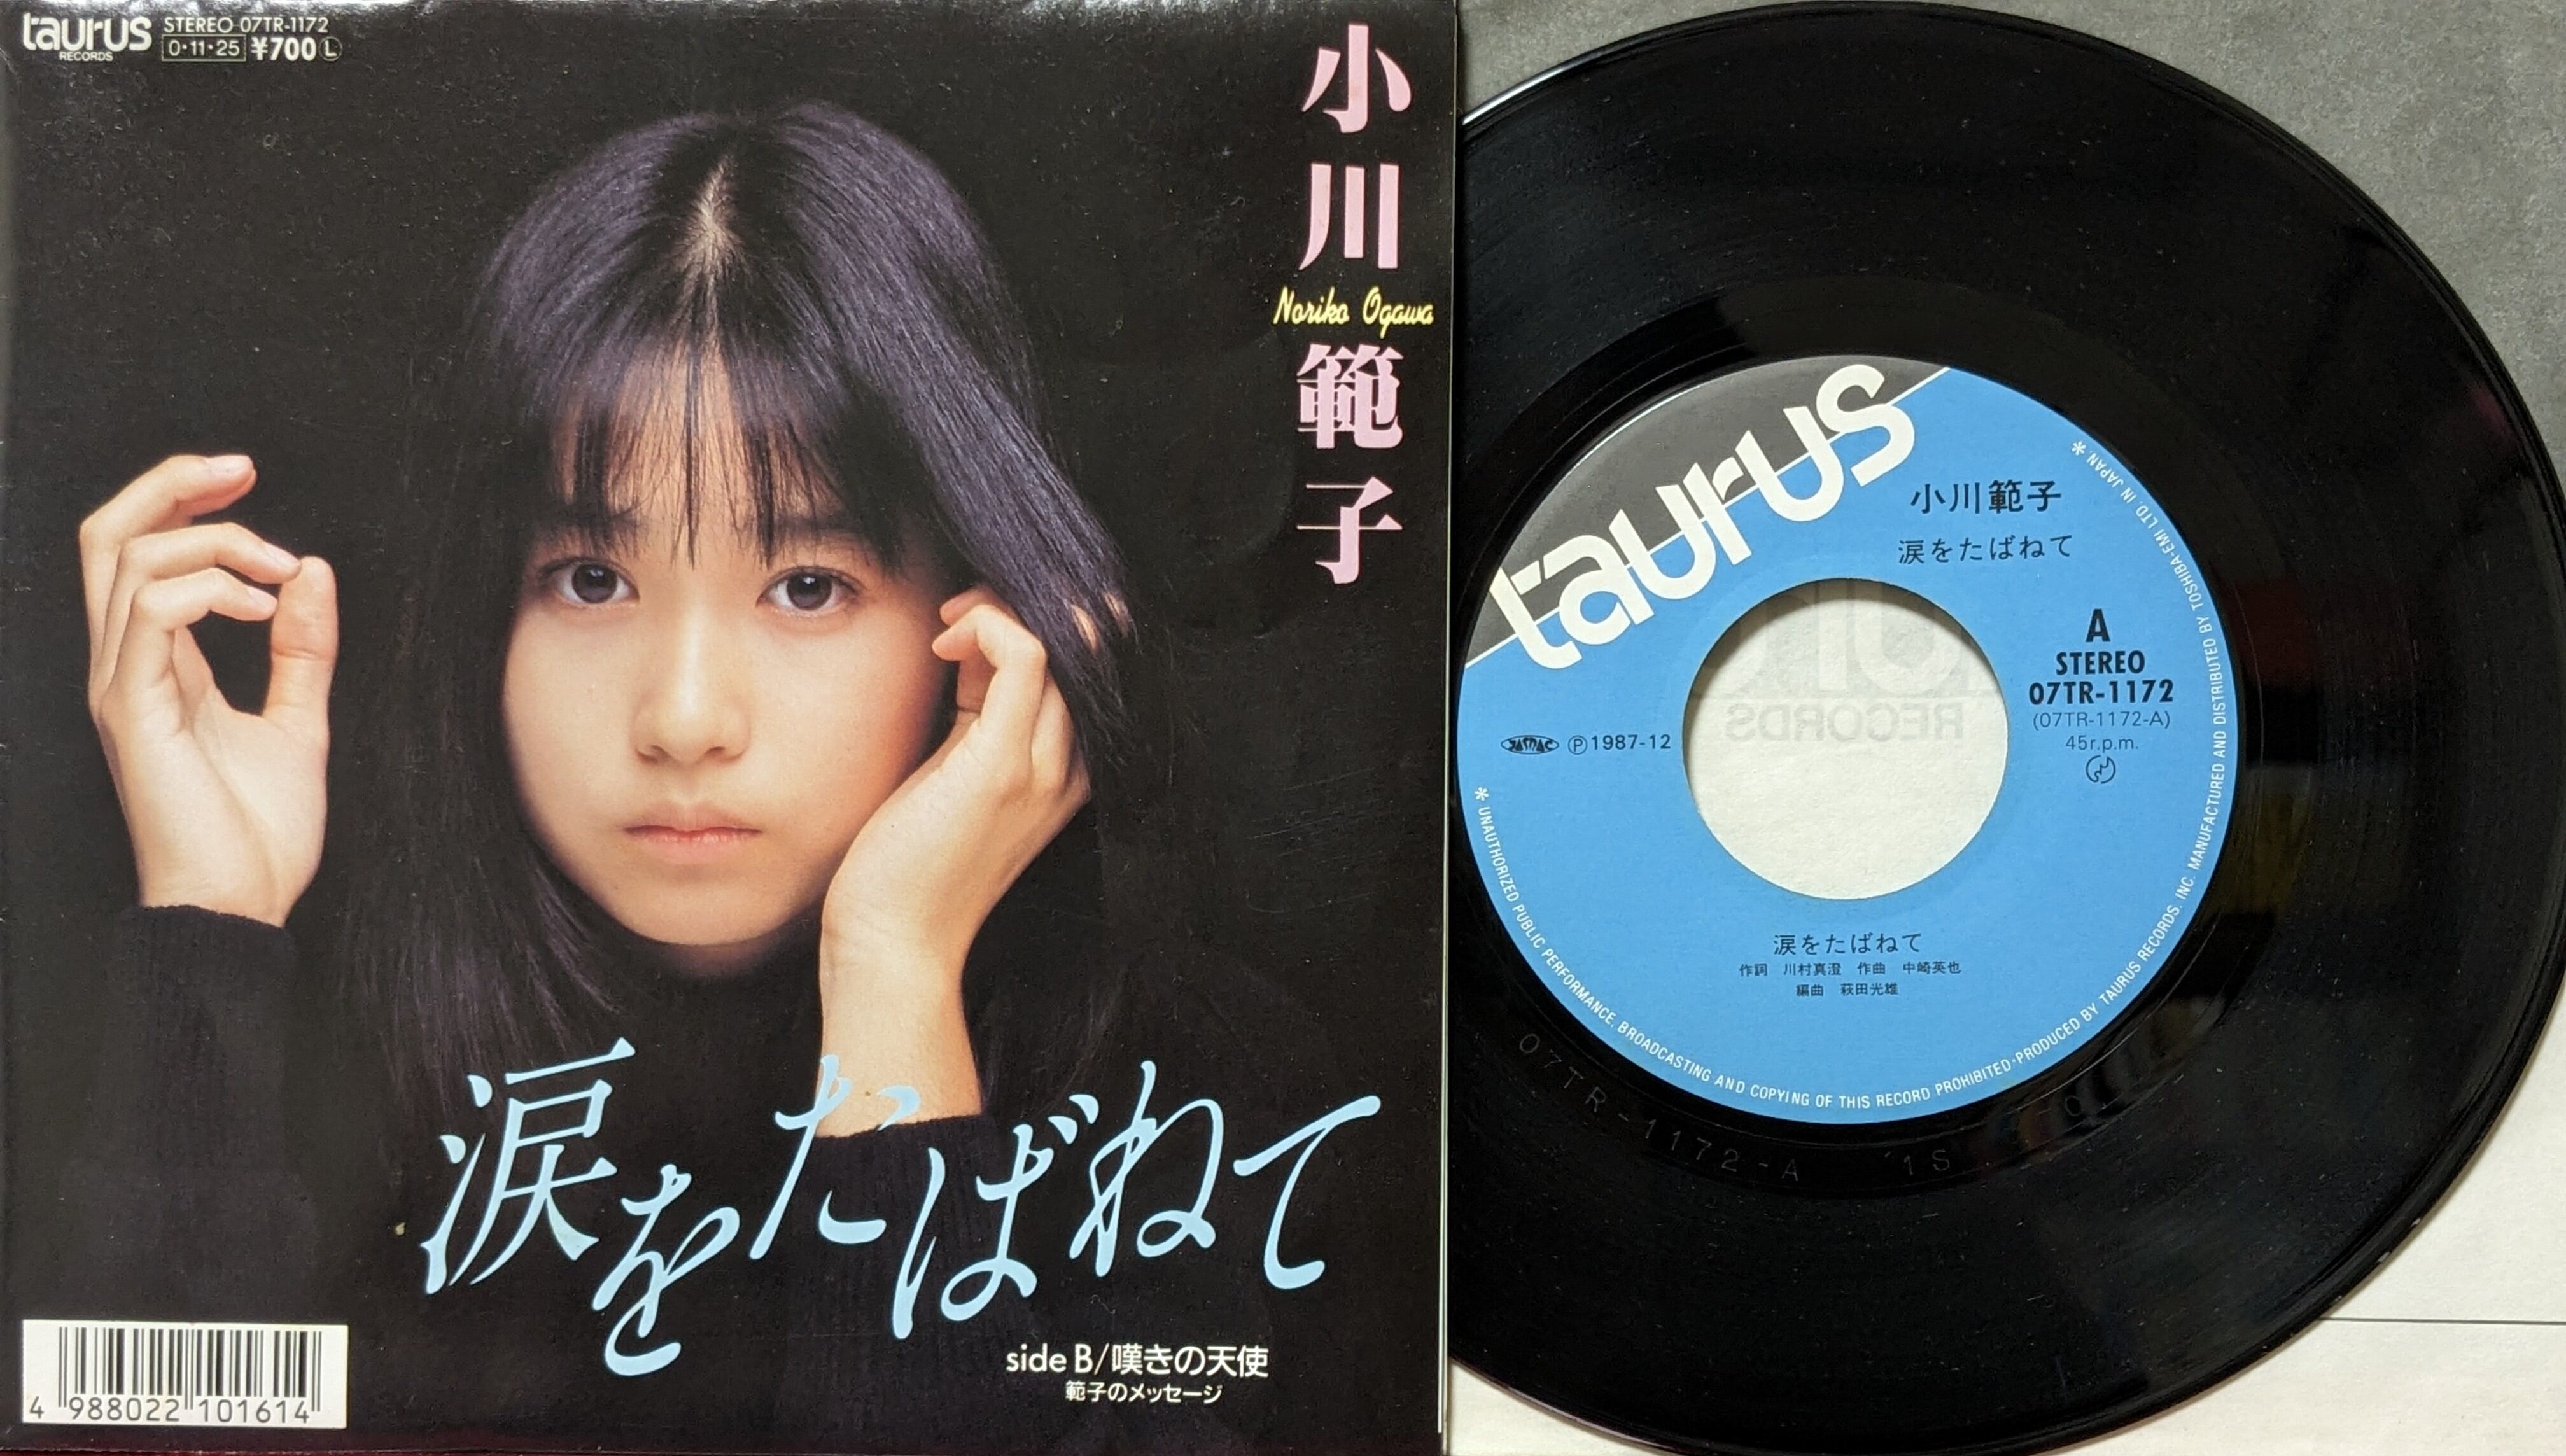 taurus
RECORDS
STEREO 07TR-1172
0・11・25 ¥700 Ⓛ
小川範子
Noriko Ogawa
涙をたばねて
side B/嘆きの天使
範子のメッセージ
4 988022 101614
taurus
小川範子
涙をたばねて
A
STEREO
07TR-1172
(07TR-1172-A)
45r.p.m.
JASRAC Ⓟ1987-12
RECORDS
涙をたばねて
作詞 川村真澄 作曲 中崎英也
編曲 萩田光雄
* UNAUTHORIZED PUBLIC PERFORMANCE. BROADCASTING AND COPYING OF THIS RECORD PROHIBITED・PRODUCED BY TAURUS RECORDS. INC. MANUFACTURED AND DISTRIBUTED BY TOSHIBA-EMI LTD. IN JAPAN *
07TR-1172-A 1S